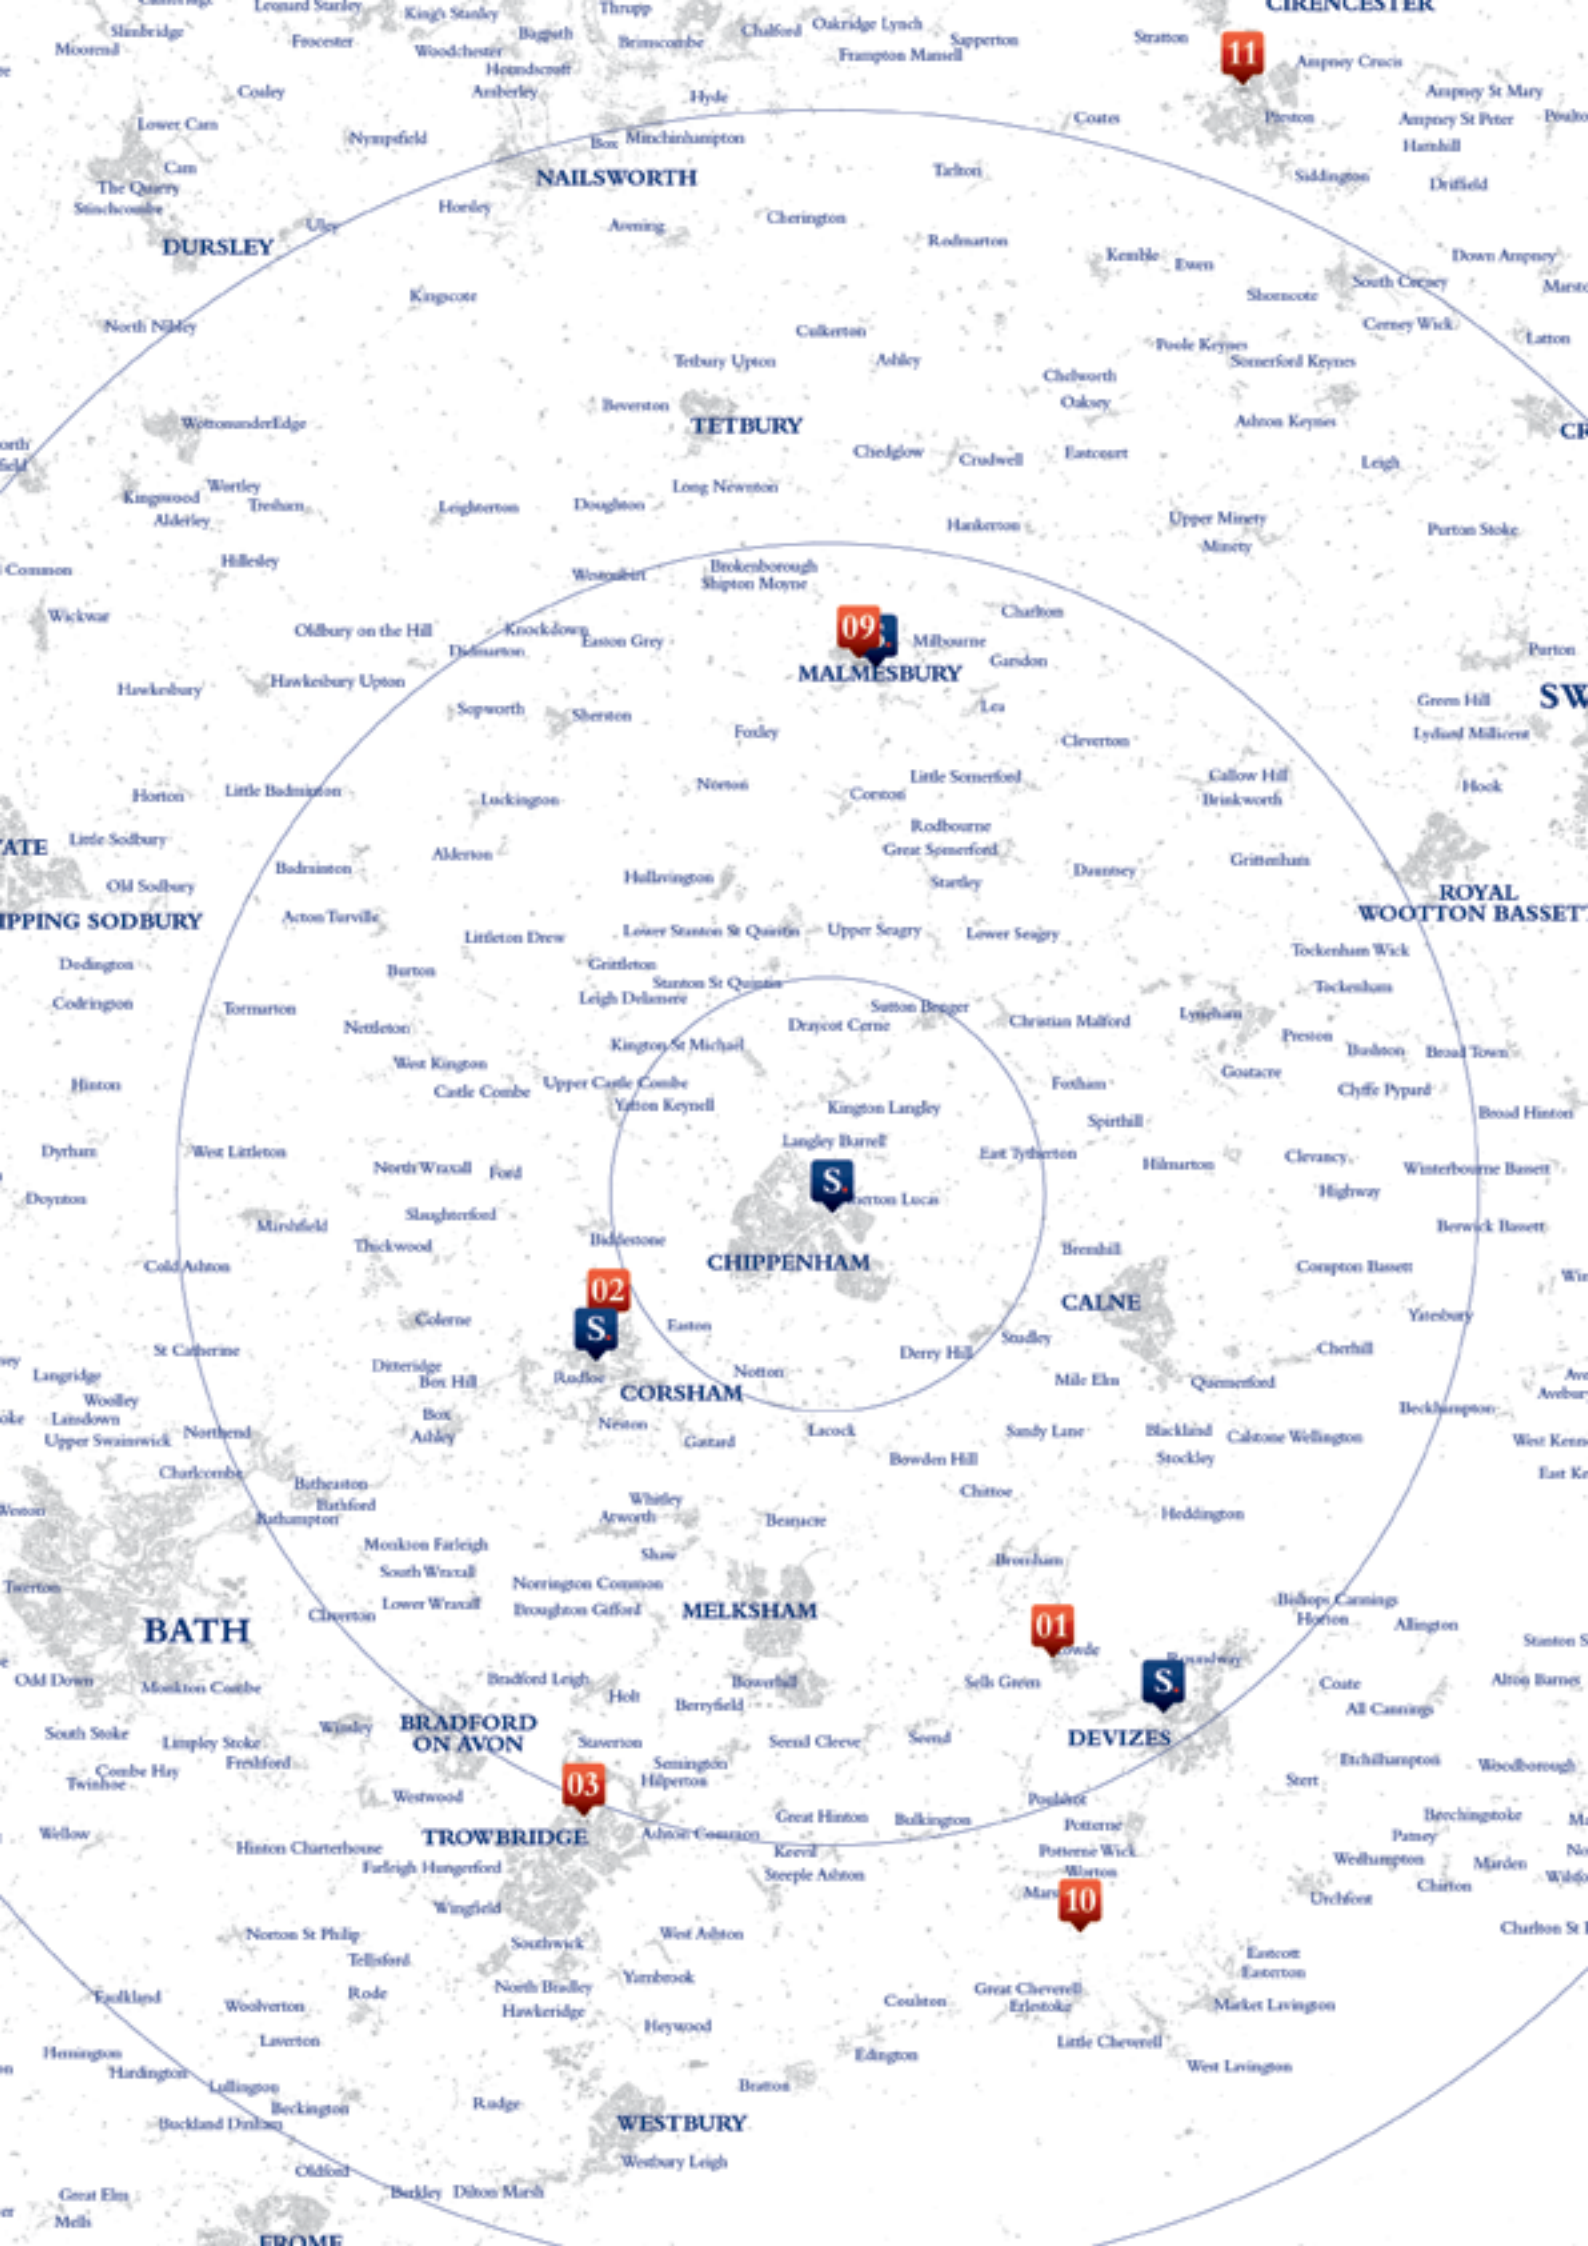 Leonard Stanley
King's Stanley
Thrupp
CIRENCESTER
Slimbridge
Frocester
Bagpath
Chalford
Oakridge Lynch
Moorend
Woodchester
Brimscombe
Frampton Mansell
Sapperton
Stratton
11
Ampney Crucis
Houndscroft
Coaley
Amberley
Hyde
Ampney St Mary
Lower Cam
Nympsfield
Box
Minchinhampton
Coates
Preston
Ampney St Peter
Harnhill
Cam
NAILSWORTH
Tarlton
Siddington
Driffield
The Quarry
Stinchcombe
Horsley
Uley
Avening
Cherington
DURSLEY
Rodmarton
Kemble
Ewen
Down Ampney
Kingscote
Shorncote
South Cerney
North Nibley
Culkerton
Cerney Wick
Latton
Tetbury Upton
Ashley
Poole Keynes
Somerford Keynes
Chelworth
Beverston
Oaksey
WottonunderEdge
TETBURY
Ashton Keynes
Chedglow
Crudwell
Eastcourt
Leigh
Kingswood
Wortley
Long Newnton
Alderley
Tresham
Leighterton
Doughton
Hankerton
Upper Minety
Minety
Purton Stoke
Common
Hillesley
Westonbirt
Brokenborough
Shipton Moyne
Wickwar
Oldbury on the Hill
Knockdown
Easton Grey
09
S.
Charlton
Milbourne
Didmarton
Garsdon
Purton
Hawkesbury
Hawkesbury Upton
MALMESBURY
SW
Sopworth
Sherston
Lea
Green Hill
Foxley
Cleverton
Lydiard Millicent
Horton
Little Badminton
Luckington
Norton
Little Somerford
Corston
Callow Hill
Brinkworth
Hook
Little Sodbury
Rodbourne
Great Somerford
Badminton
Alderton
Hullavington
Startley
Dauntsey
Grittenham
Old Sodbury
ROYAL
WOOTTON BASSETT
IPPING SODBURY
Acton Turville
Littleton Drew
Lower Stanton St Quintin
Upper Seagry
Lower Seagry
Tockenham Wick
Dodington
Burton
Grittleton
Stanton St Quintin
Tockenham
Codrington
Tormarton
Leigh Delamere
Sutton Benger
Nettleton
Draycot Cerne
Christian Malford
Lyneham
Preston
Kington St Michael
Bushton
Broad Town
West Kington
Goatacre
Hinton
Castle Combe
Upper Castle Combe
Foxham
Clyffe Pypard
Yatton Keynell
Kington Langley
Spirthill
Broad Hinton
Dyrham
West Littleton
Langley Burrell
East Tytherton
Hilmarton
Clevancy
Winterbourne Bassett
Doynton
North Wraxall
Ford
S.
erton Lucas
Highway
Marshfield
Slaughterford
Berwick Bassett
Thickwood
Biddestone
CHIPPENHAM
Bremhill
Cold Ashton
Compton Bassett
02
CALNE
Colerne
S.
Easton
Studley
Yatesbury
St Catherine
Derry Hill
Cherhill
Langridge
Ditteridge
Box Hill
Rudloe
CORSHAM
Notton
Mile Elm
Quemerford
Woolley
Lansdown
Box
Ashley
Neston
Beckhampton
Upper Swainswick
Northend
Gastard
Lacock
Sandy Lane
Blackland
Calstone Wellington
Charlcombe
Bowden Hill
Stockley
Batheaston
Bathford
Chittoe
Bathampton
Whitley
Atworth
Beanacre
Heddington
Monkton Farleigh
Shaw
Bromham
South Wraxall
Norrington Common
Twerton
Lower Wraxall
Broughton Gifford
MELKSHAM
Bishops Cannings
Horton
Allington
BATH
Claverton
01
owde
Roundway
Odd Down
Monkton Combe
Bradford Leigh
Bowerhill
Sells Green
S.
Coate
Alton Barnes
Holt
Berryfield
All Cannings
South Stoke
Limpley Stoke
Winsley
BRADFORD
ON AVON
Staverton
Seend Cleeve
Seend
DEVIZES
Combe Hay
Twinhoe
Freshford
Semington
Hilperton
Etchilhampton
Woodborough
Stert
03
Westwood
Poulshot
Wellow
Great Hinton
Bulkington
Potterne
Beechingstoke
Hinton Charterhouse
TROWBRIDGE
Ashton Common
Keevil
Potterne Wick
Patney
Farleigh Hungerford
Steeple Ashton
Worton
Wedhampton
Marden
10
Wingfield
Urchfont
Chirton
Norton St Philip
Southwick
West Ashton
Tellisford
Eastcott
Easterton
North Bradley
Yarnbrook
Faulkland
Woolverton
Rode
Hawkeridge
Coulston
Great Cheverell
Erlestoke
Market Lavington
Laverton
Heywood
Hemington
Edington
Little Cheverell
Hardington
West Lavington
Lullington
Beckington
Rudge
Bratton
Buckland Dinham
WESTBURY
Westbury Leigh
Oldford
Great Elm
Berkley
Dilton Marsh
Mells
FROME